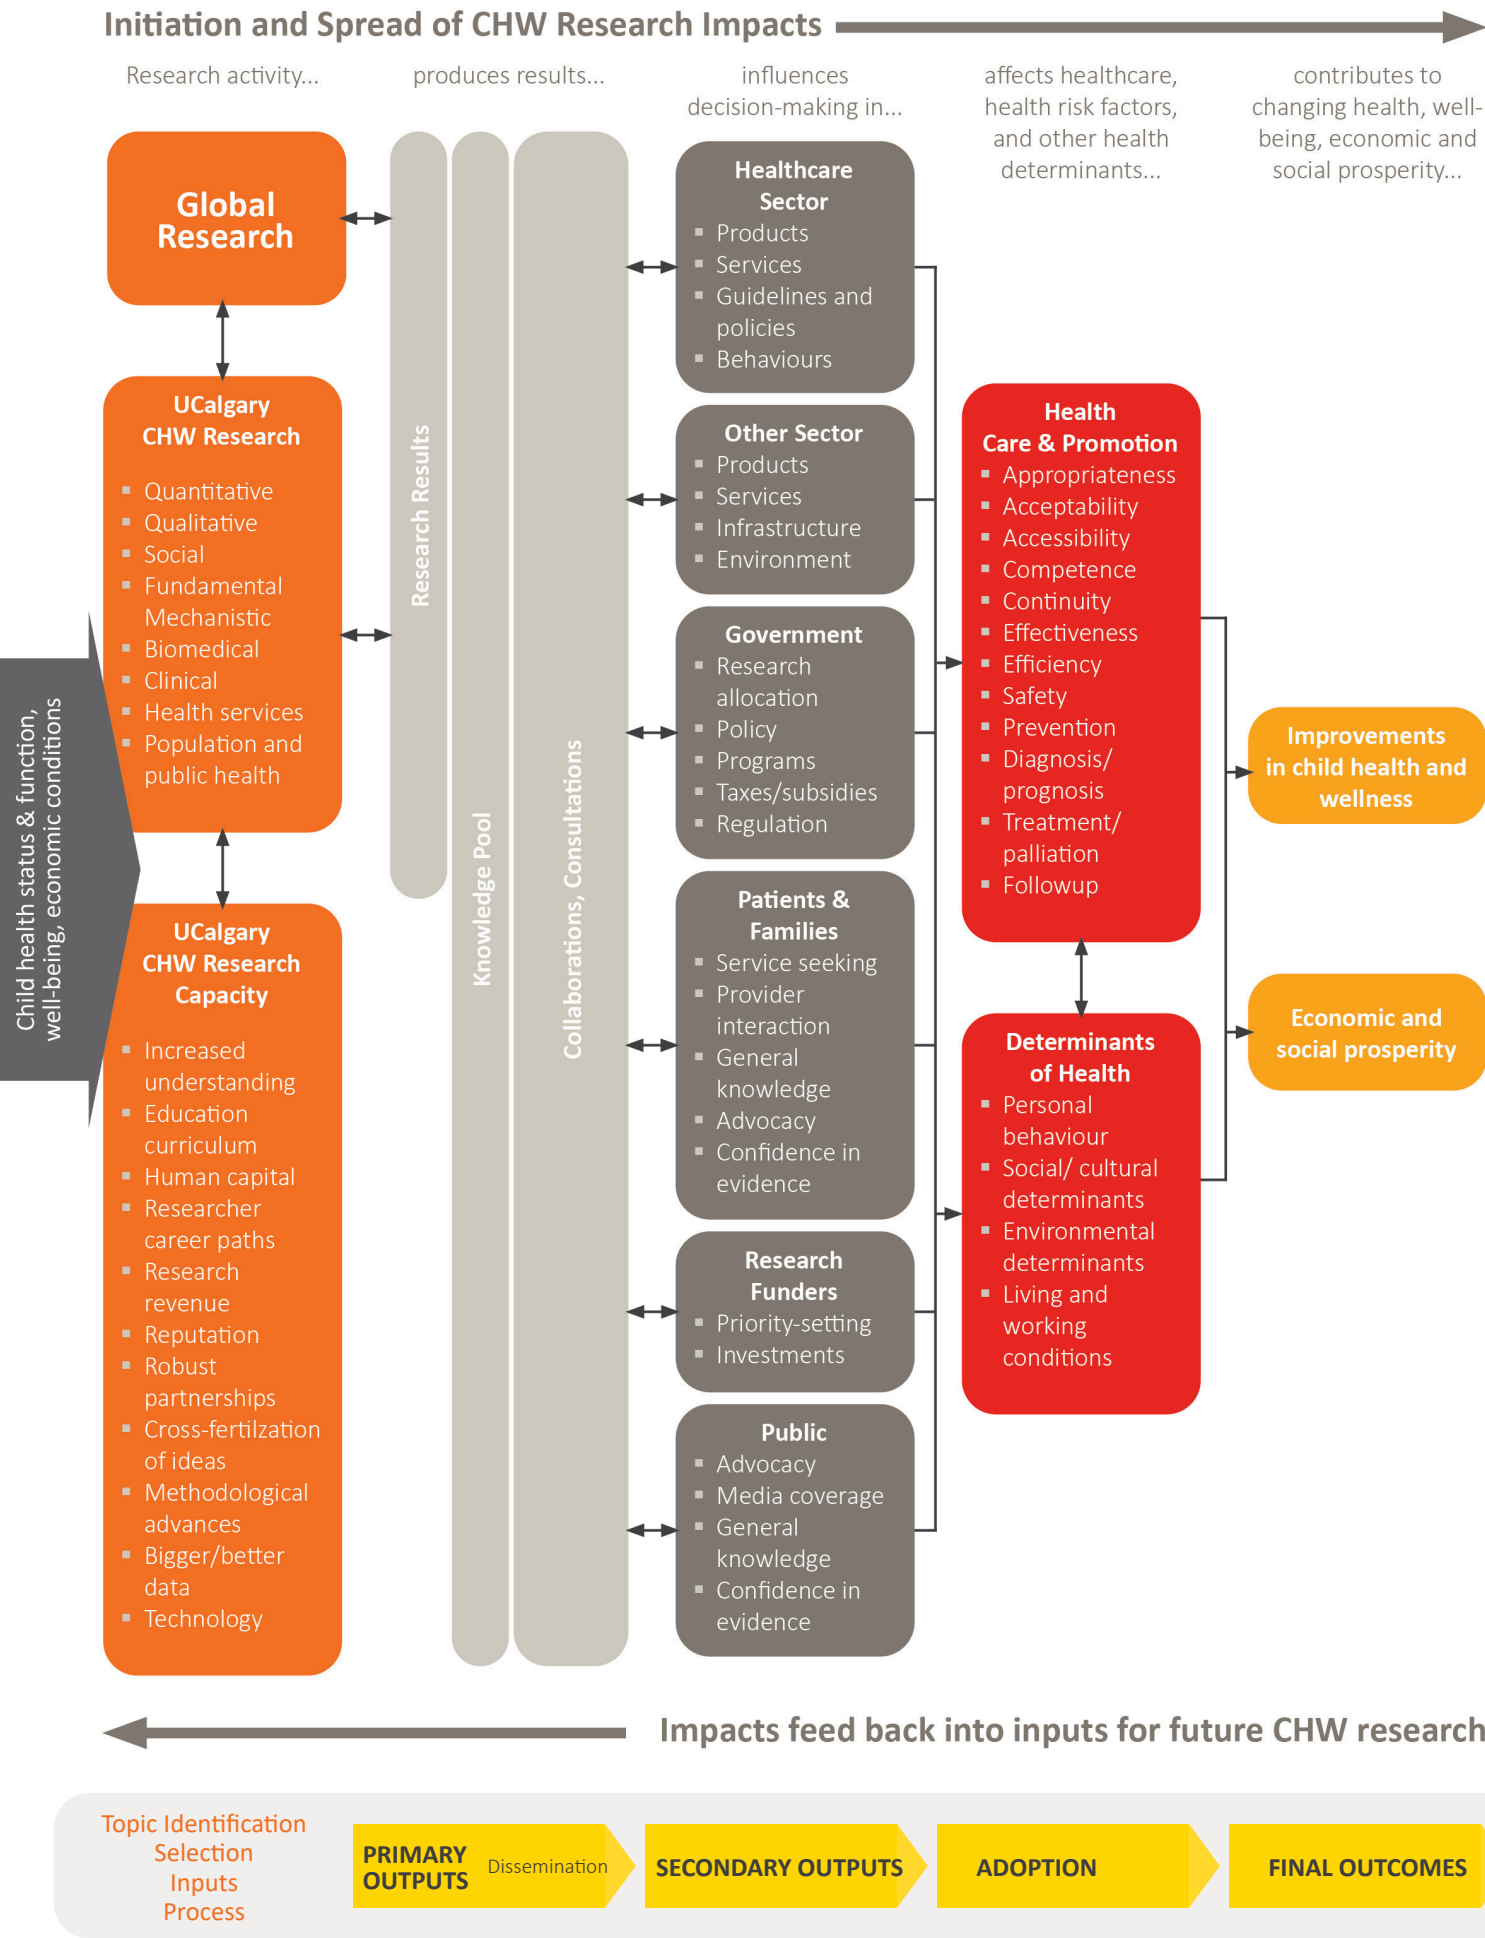 Initiation and Spread of CHW Research Impacts
Research activity...
produces results...
influences
decision-making in...
affects healthcare,
health risk factors,
and other health
determinants...
contributes to
changing health, well-
being, economic and
social prosperity...
Child health status & function,
well-being, economic conditions
Global
Research
UCalgary
CHW Research
▪ Quantitative
▪ Qualitative
▪ Social
▪ Fundamental
Mechanistic
▪ Biomedical
▪ Clinical
▪ Health services
▪ Population and
public health
UCalgary
CHW Research
Capacity
▪ Increased
understanding
▪ Education
curriculum
▪ Human capital
▪ Researcher
career paths
▪ Research
revenue
▪ Reputation
▪ Robust
partnerships
▪ Cross-fertilzation
of ideas
▪ Methodological
advances
▪ Bigger/better
data
▪ Technology
Research Results
Knowledge Pool
Collaborations, Consultations
Healthcare
Sector
▪ Products
▪ Services
▪ Guidelines and
policies
▪ Behaviours
Other Sector
▪ Products
▪ Services
▪ Infrastructure
▪ Environment
Government
▪ Research
allocation
▪ Policy
▪ Programs
▪ Taxes/subsidies
▪ Regulation
Patients &
Families
▪ Service seeking
▪ Provider
interaction
▪ General
knowledge
▪ Advocacy
▪ Confidence in
evidence
Research
Funders
▪ Priority-setting
▪ Investments
Public
▪ Advocacy
▪ Media coverage
▪ General
knowledge
▪ Confidence in
evidence
Health
Care & Promotion
▪ Appropriateness
▪ Acceptability
▪ Accessibility
▪ Competence
▪ Continuity
▪ Effectiveness
▪ Efficiency
▪ Safety
▪ Prevention
▪ Diagnosis/
prognosis
▪ Treatment/
palliation
▪ Followup
Determinants
of Health
▪ Personal
behaviour
▪ Social/ cultural
determinants
▪ Environmental
determinants
▪ Living and
working
conditions
Improvements
in child health and
wellness
Economic and
social prosperity
Impacts feed back into inputs for future CHW research
Topic Identification
Selection
Inputs
Process
PRIMARY
OUTPUTS
Dissemination
SECONDARY OUTPUTS
ADOPTION
FINAL OUTCOMES